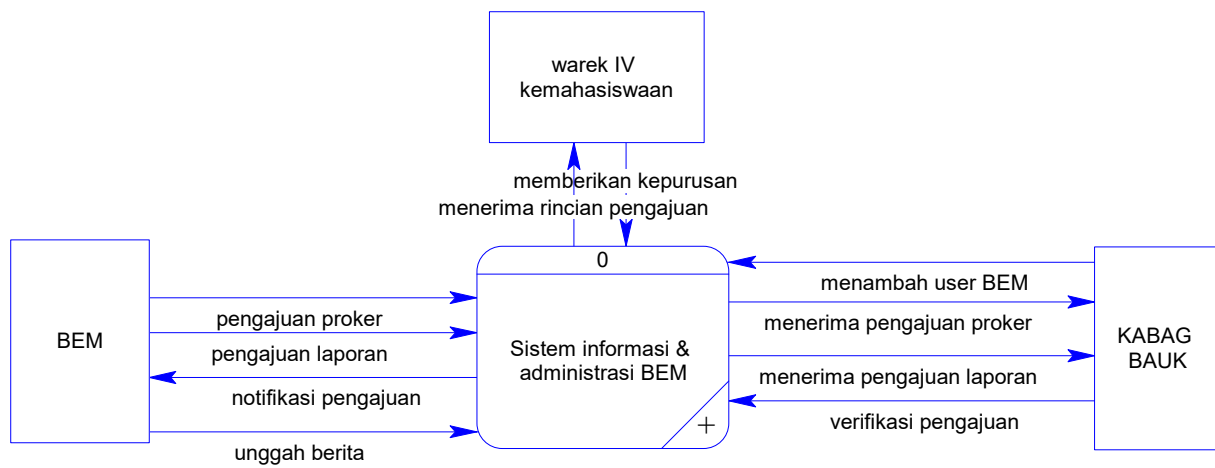 warek IV
kemahasiswaan
memberikan kepurusan
menerima rincian pengajuan
BEM
pengajuan proker
pengajuan laporan
notifikasi pengajuan
unggah berita
0
Sistem informasi &
administrasi BEM
+
menambah user BEM
menerima pengajuan proker
menerima pengajuan laporan
verifikasi pengajuan
KABAG
BAUK